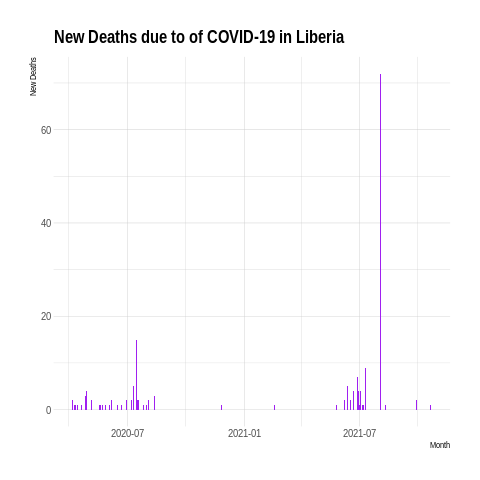 New Deaths due to of COVID-19 in Liberia
New Deaths
60
40
20
0
2020-07
2021-01
2021-07
Month